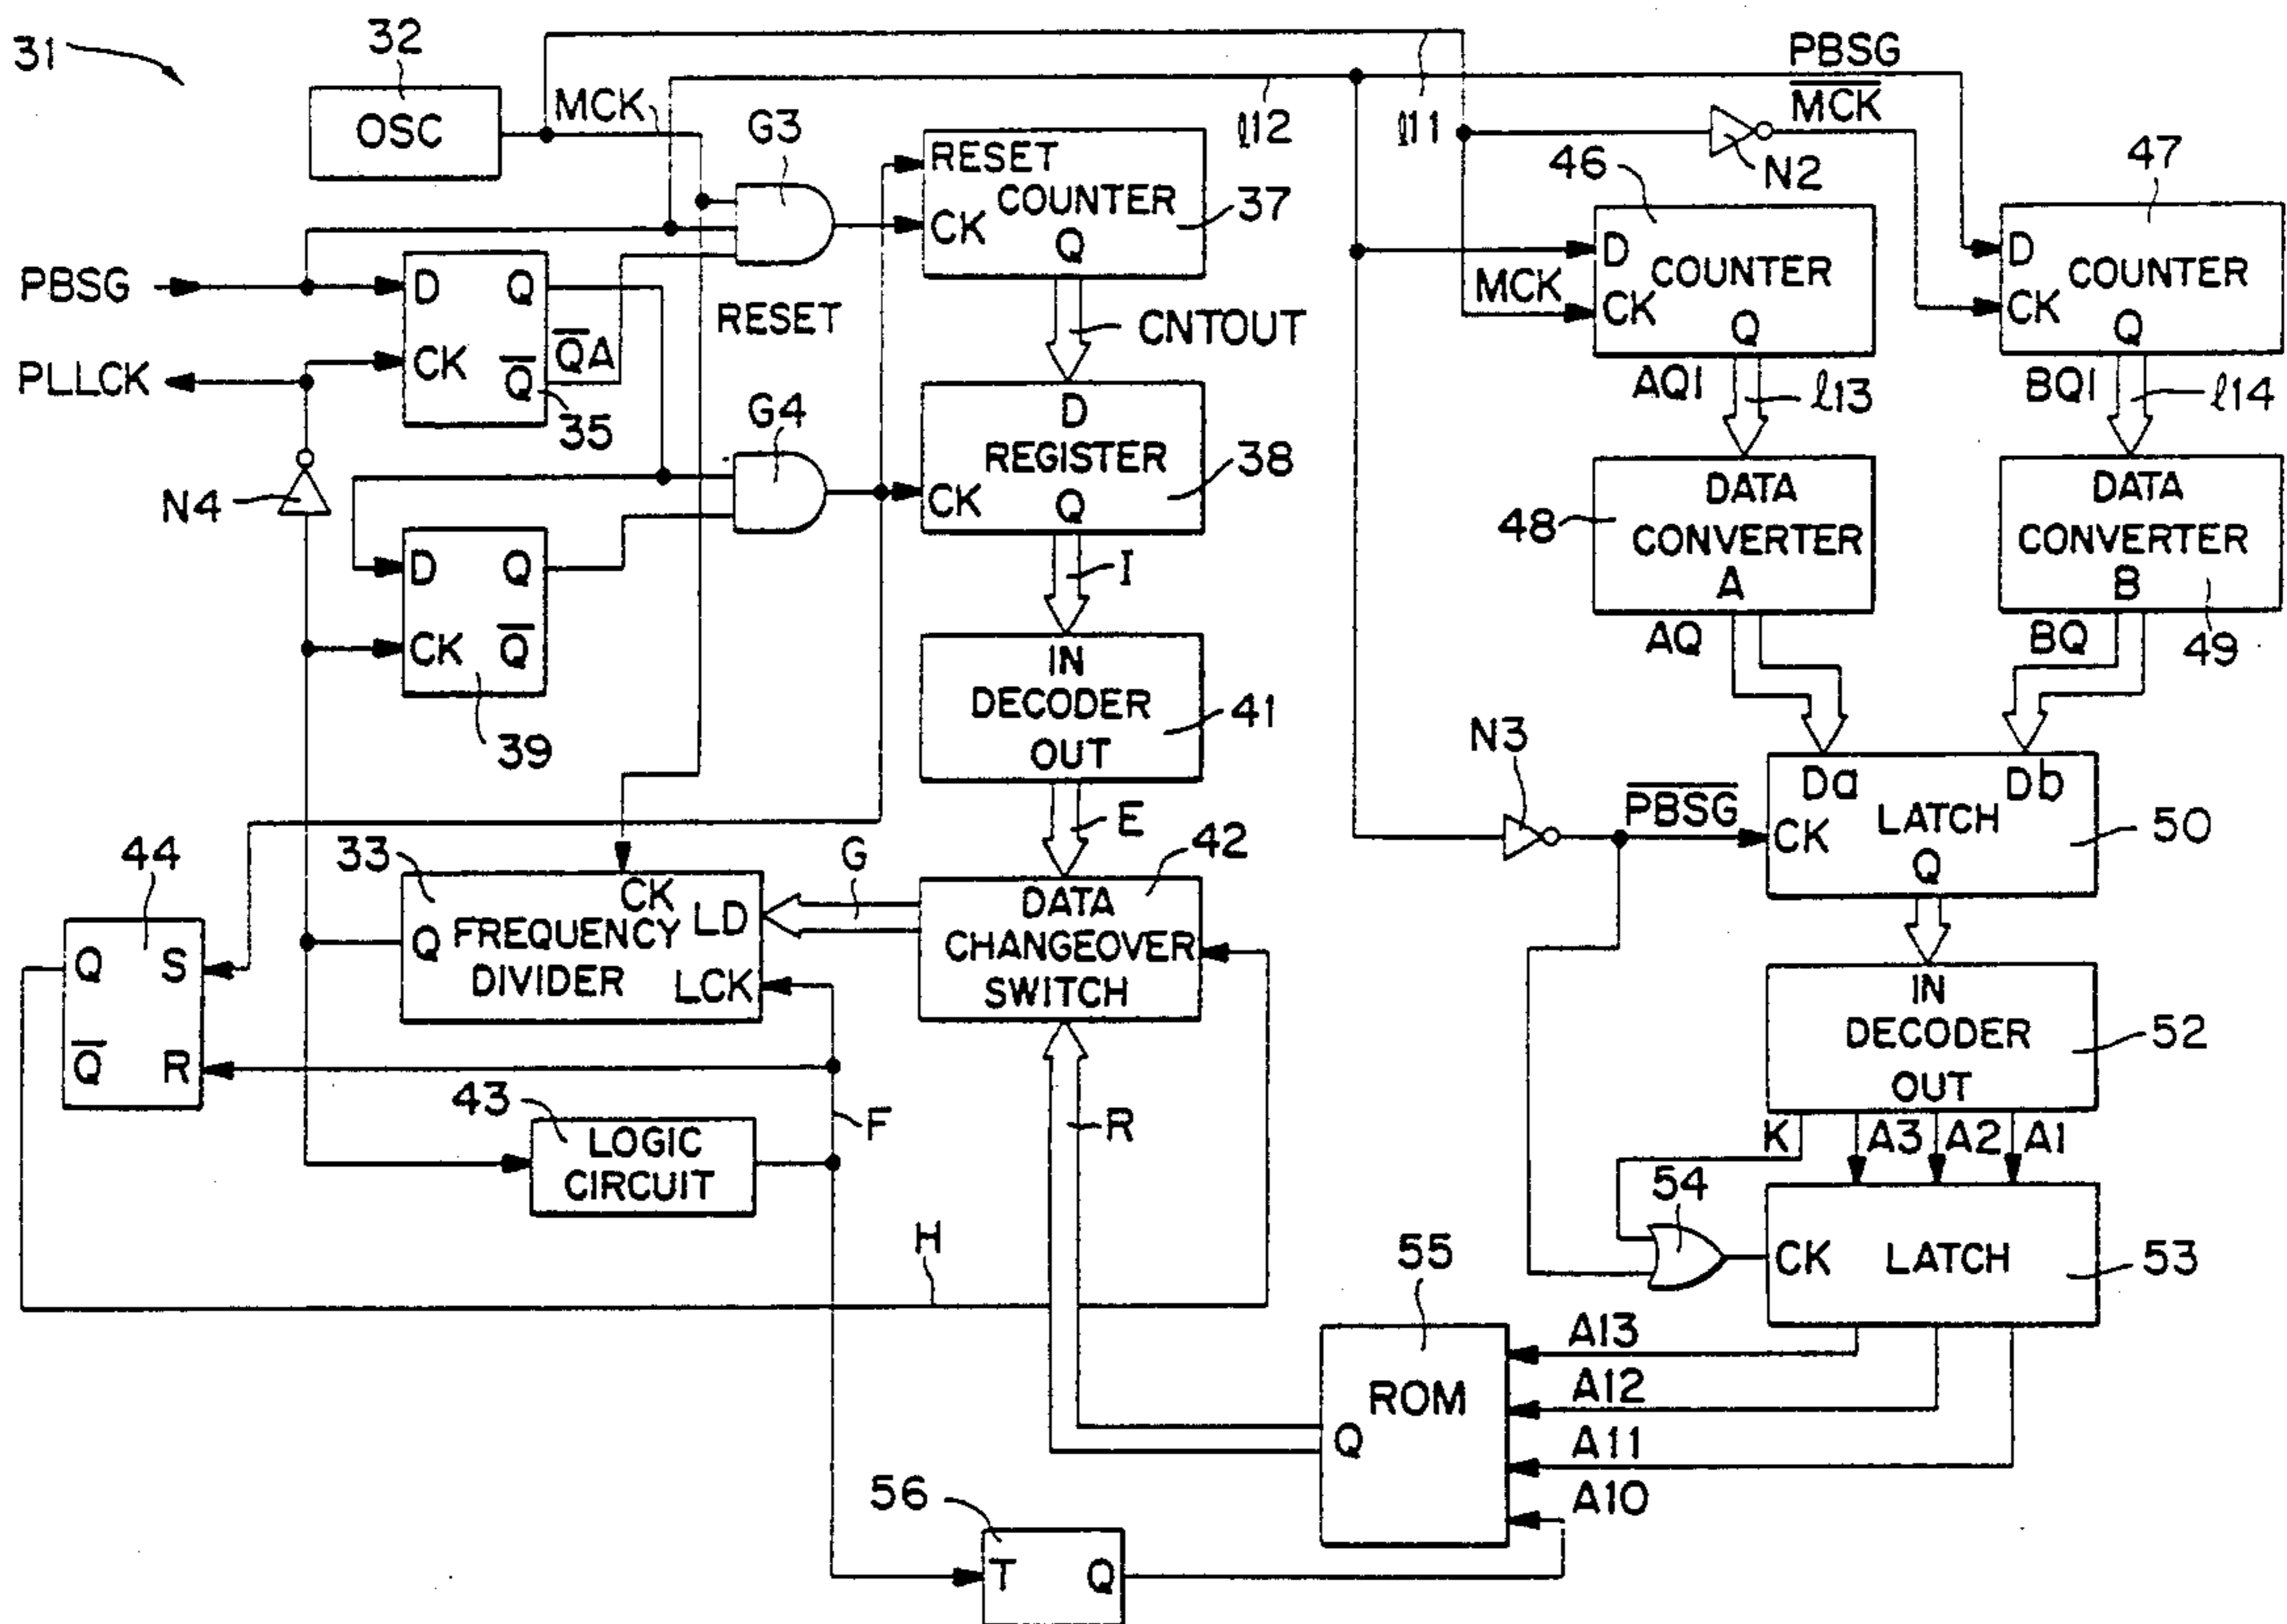 31
32
OSC
MCK
G3
ℓ12
ℓ11
PBSG
M̅C̅K̅
N2
RESET
COUNTER
CK
Q
37
46
D
COUNTER
MCK
CK
Q
47
D
COUNTER
CK
Q
PBSG
D
Q
CK
Q̅
35
Q̅A
RESET
PLLCK
CNTOUT
AQ1
ℓ13
BQ1
ℓ14
N4
G4
D
REGISTER
CK
Q
38
48
DATA
CONVERTER
A
DATA
CONVERTER
B
49
D
Q
CK
Q̅
39
I
IN
DECODER
OUT
41
AQ
BQ
N3
P̅B̅S̅G̅
Da
Db
LATCH
CK
Q
50
E
44
Q
S
Q̅
R
33
CK
LD
Q
FREQUENCY
DIVIDER
LCK
G
42
DATA
CHANGEOVER
SWITCH
IN
DECODER
OUT
52
43
LOGIC
CIRCUIT
F
R
K
A3
A2
A1
54
CK
LATCH
53
H
55
ROM
Q
A13
A12
A11
A10
56
T
Q